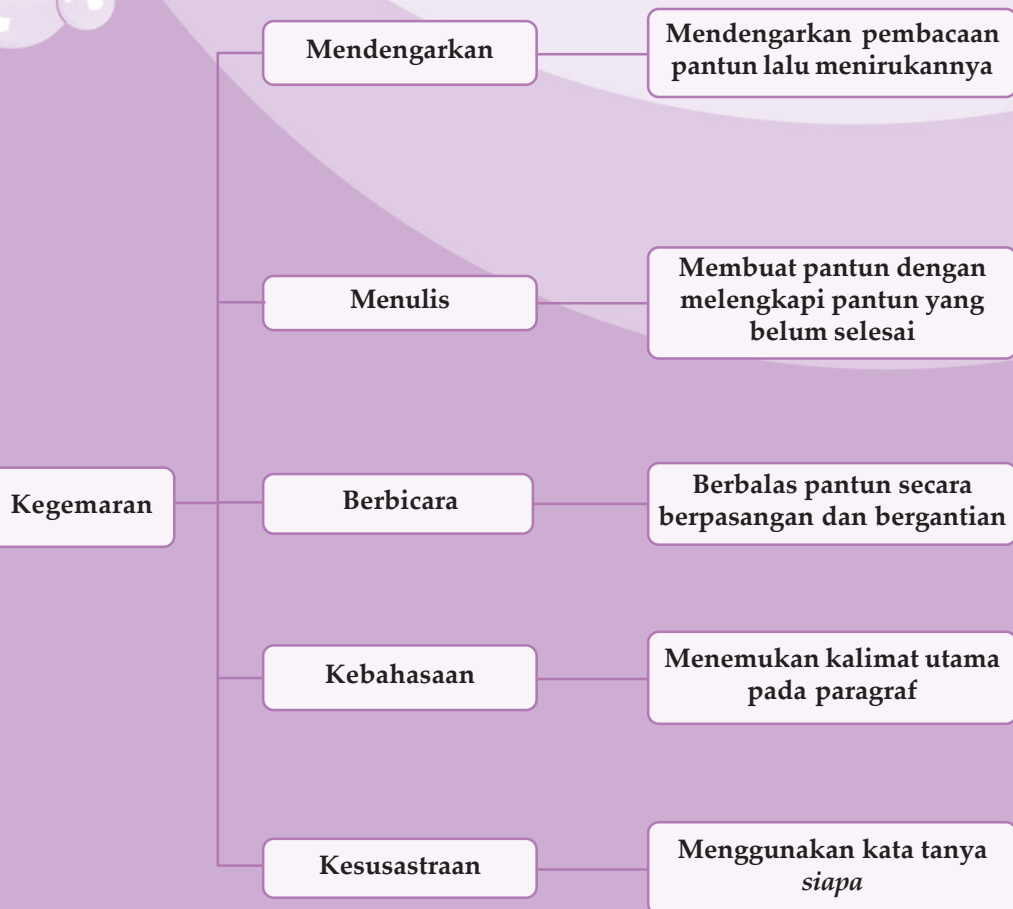 Mendengarkan
Mendengarkan pembacaan
pantun lalu menirukannya
Menulis
Membuat pantun dengan
melengkapi pantun yang
belum selesai
Kegemaran
Berbicara
Berbalas pantun secara
berpasangan dan bergantian
Kebahasaan
Menemukan kalimat utama
pada paragraf
Kesusastraan
Menggunakan kata tanya
siapa